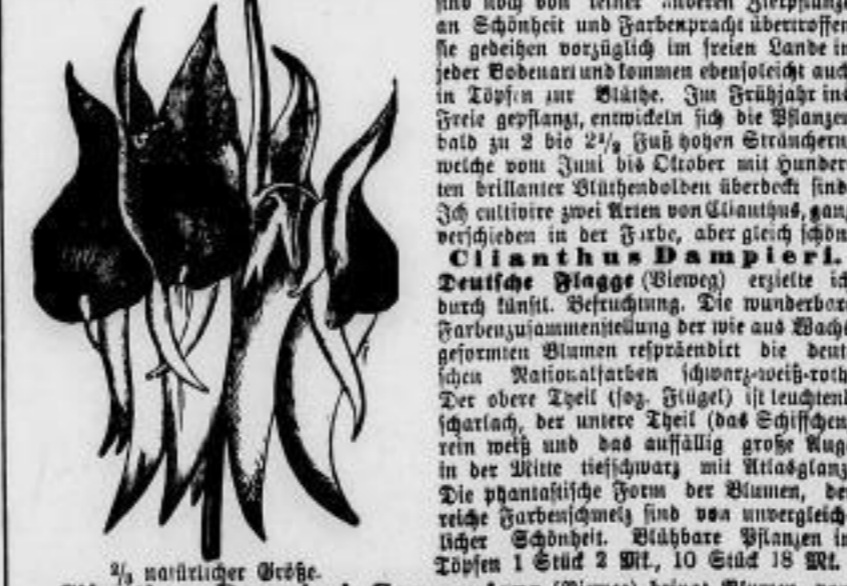 sind noch von keiner anderen Zierpflanze
an Schönheit und Farbenpracht übertroffen
sie gedeihen vorzüglich im freien Lande in
jeder Bodenart und kommen ebensoleicht auch
in Töpfen zur Blüthe. Im Frühjahr ins
Freie gepflanzt, entwickeln sich die Pflanzen
bald zu 2 bis 2½ Fuß hohen Sträuchern
welche vom Juni bis Oktober mit Hunder
ten brillanter Blüthendolden überdeckt sind
Ich cultivire zwei Arten von Clianthus, ganz
verschieden in der Farbe, aber gleich schön
Clianthus Dampieri.
Deutsche Flagge (Vieweg) erzielte ich
durch künstl. Befruchtung. Die wunderbare
Farbenzusammenstellung der wie aus Wachs
geformten Blumen respräendirt die deut
schen Nationalfarben schwarz-weiß-roth
Der obere Theil (sog. Flügel) ist leuchtend
scharlach, der untere Theil (das Schiffchen
rein weiß und das auffällig große Auge
in der Mitte tiefschwarz mit Atlasglanz
Die phantastische Form der Blumen, der
reiche Farbenschmelz sind von unvergleich
licher Schönheit. Blühbare Pflanzen in
Töpfen 1 Stück 2 Mk., 10 Stück 18 Mk.
⅔ natürlicher Größe.